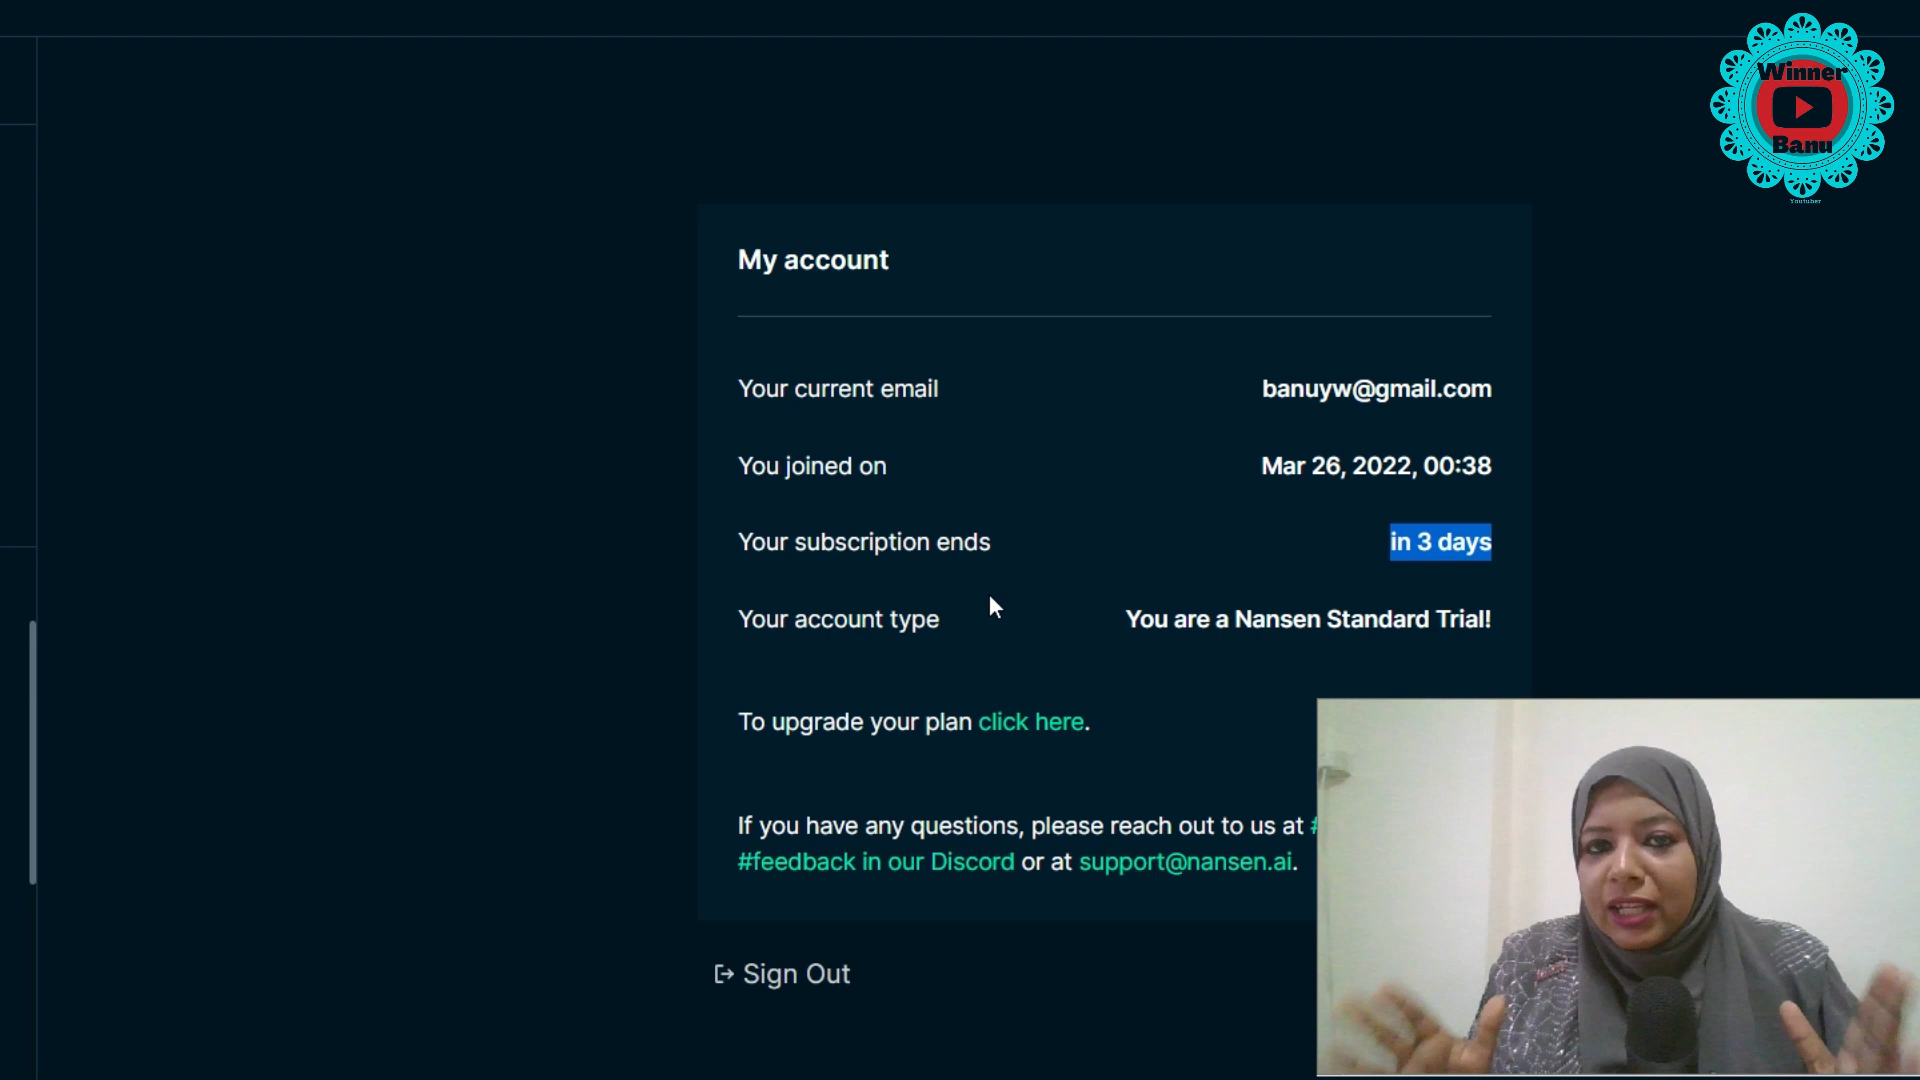 Winner
Banu
Youtuber
My account
Your current email banuyw@gmail.com
You joined on Mar 26, 2022, 00:38
Your subscription ends in 3 days
Your account type You are a Nansen Standard Trial!
To upgrade your plan click here.
If you have any questions, please reach out to us at #
#feedback in our Discord or at support@nansen.ai.
Sign Out